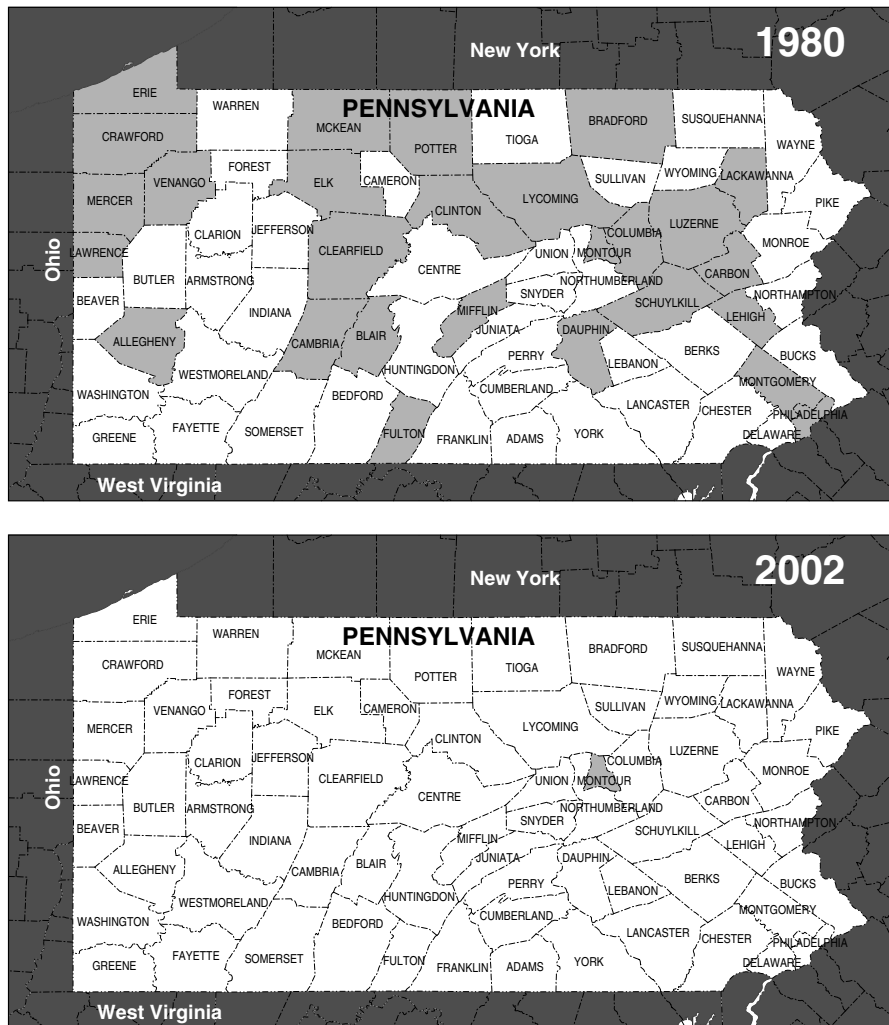 New York
1980
ERIE
WARREN
PENNSYLVANIA
MCKEAN
BRADFORD
SUSQUEHANNA
CRAWFORD
POTTER
TIOGA
WAYNE
FOREST
VENANGO
ELK
CAMERON
SULLIVAN
WYOMING
LACKAWANNA
MERCER
LYCOMING
PIKE
CLINTON
CLARION
JEFFERSON
COLUMBIA
LUZERNE
MONROE
LAWRENCE
CLEARFIELD
UNION
MONTOUR
Ohio
BUTLER
ARMSTRONG
CENTRE
CARBON
BEAVER
SNYDER
NORTHUMBERLAND
NORTHAMPTON
INDIANA
MIFFLIN
SCHUYLKILL
LEHIGH
ALLEGHENY
CAMBRIA
BLAIR
JUNIATA
DAUPHIN
BERKS
BUCKS
PERRY
LEBANON
WESTMORELAND
HUNTINGDON
MONTGOMERY
WASHINGTON
BEDFORD
CUMBERLAND
LANCASTER
CHESTER
PHILADELPHIA
GREENE
FAYETTE
SOMERSET
FULTON
FRANKLIN
ADAMS
YORK
DELAWARE
West Virginia
New York
2002
ERIE
WARREN
PENNSYLVANIA
MCKEAN
BRADFORD
SUSQUEHANNA
CRAWFORD
POTTER
TIOGA
WAYNE
FOREST
VENANGO
ELK
CAMERON
SULLIVAN
WYOMING
LACKAWANNA
MERCER
LYCOMING
PIKE
CLINTON
CLARION
JEFFERSON
COLUMBIA
LUZERNE
MONROE
LAWRENCE
CLEARFIELD
UNION
MONTOUR
Ohio
BUTLER
ARMSTRONG
CENTRE
CARBON
BEAVER
SNYDER
NORTHUMBERLAND
NORTHAMPTON
INDIANA
MIFFLIN
SCHUYLKILL
LEHIGH
ALLEGHENY
CAMBRIA
BLAIR
JUNIATA
DAUPHIN
BERKS
BUCKS
PERRY
LEBANON
WESTMORELAND
HUNTINGDON
MONTGOMERY
WASHINGTON
BEDFORD
CUMBERLAND
LANCASTER
CHESTER
PHILADELPHIA
GREENE
FAYETTE
SOMERSET
FULTON
FRANKLIN
ADAMS
YORK
DELAWARE
West Virginia